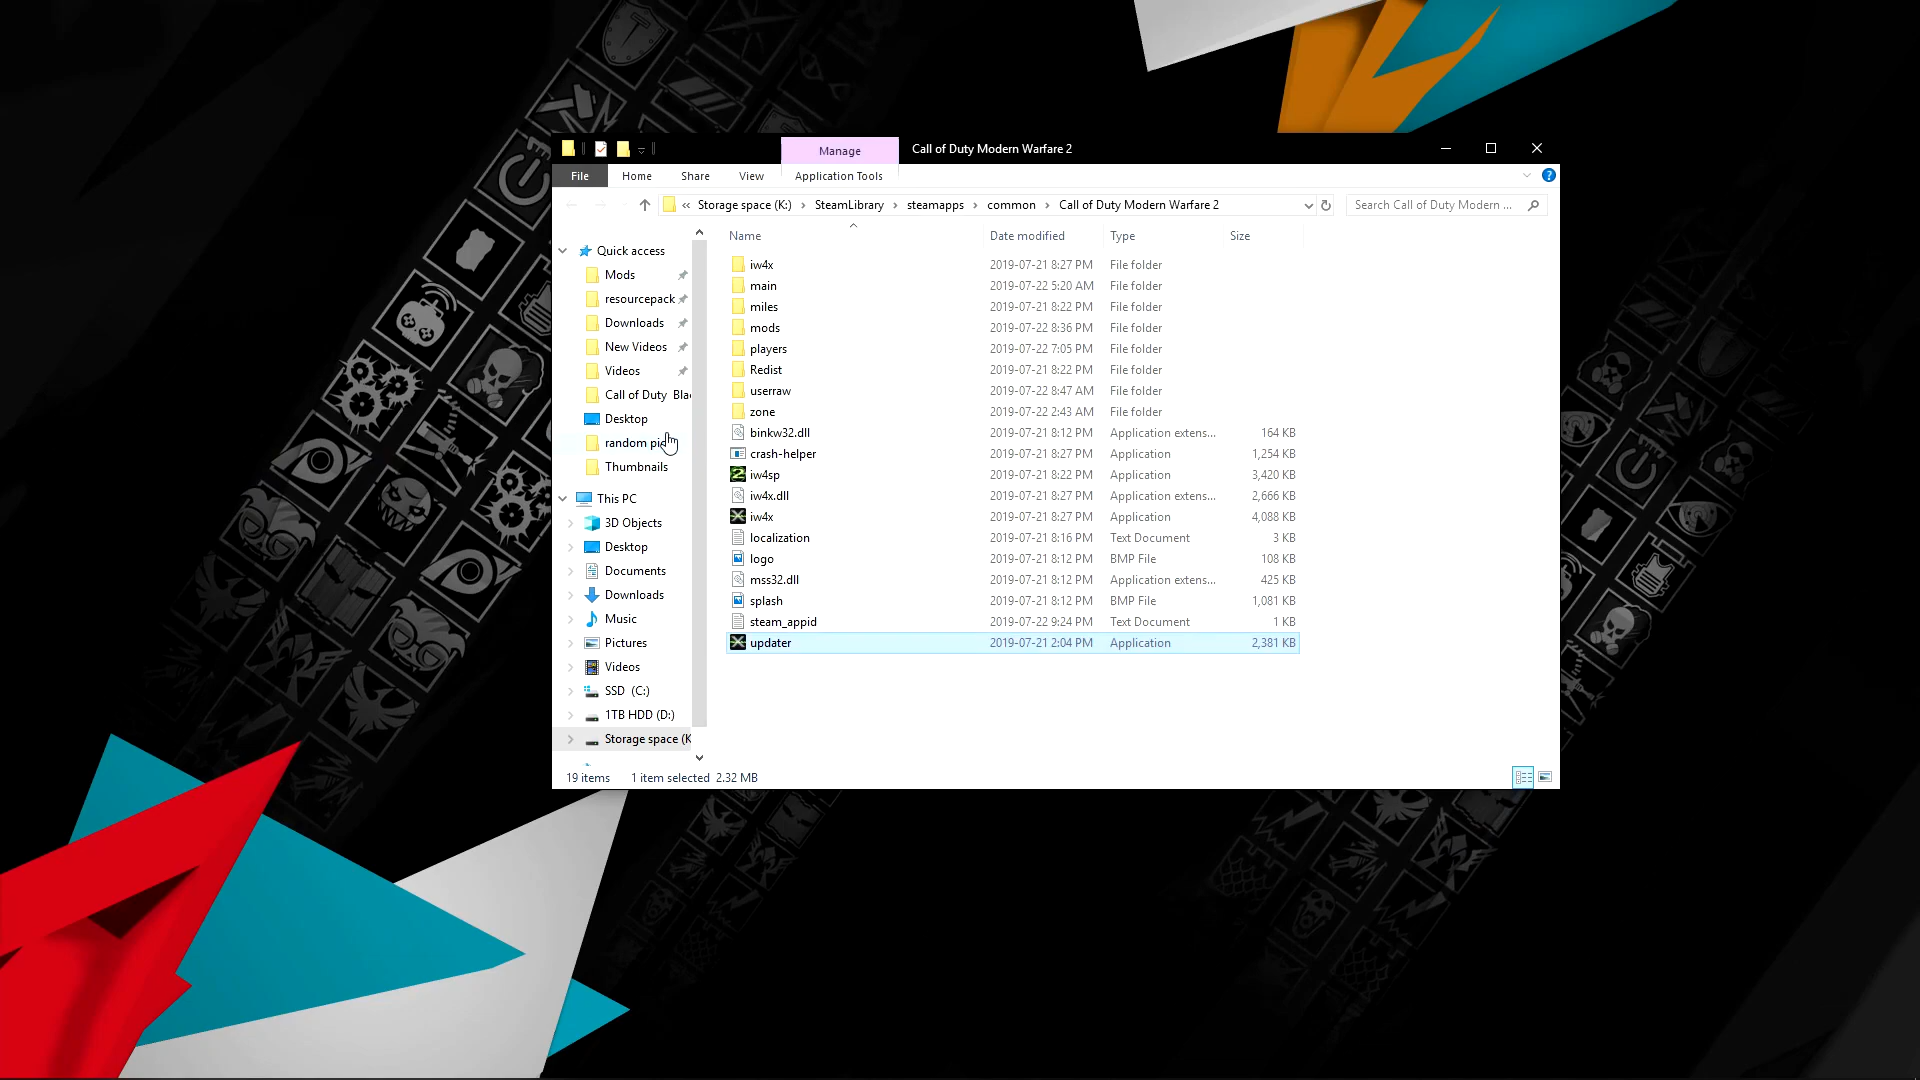 Manage
Call of Duty Modern Warfare 2
File
Home
Share
View
Application Tools
« Storage space (K:) › SteamLibrary › steamapps › common › Call of Duty Modern Warfare 2
Search Call of Duty Modern ...
Quick access
Mods
resourcepack
Downloads
New Videos
Videos
Call of Duty Bla
Desktop
random pi
Thumbnails
This PC
3D Objects
Desktop
Documents
Downloads
Music
Pictures
Videos
SSD (C:)
1TB HDD (D:)
Storage space (K
Name Date modified Type Size
iw4x 2019-07-21 8:27 PM File folder
main 2019-07-22 5:20 AM File folder
miles 2019-07-21 8:22 PM File folder
mods 2019-07-22 8:36 PM File folder
players 2019-07-22 7:05 PM File folder
Redist 2019-07-21 8:22 PM File folder
userraw 2019-07-22 8:47 AM File folder
zone 2019-07-22 2:43 AM File folder
binkw32.dll 2019-07-21 8:12 PM Application extens... 164 KB
crash-helper 2019-07-21 8:27 PM Application 1,254 KB
iw4sp 2019-07-21 8:22 PM Application 3,420 KB
iw4x.dll 2019-07-21 8:27 PM Application extens... 2,666 KB
iw4x 2019-07-21 8:27 PM Application 4,088 KB
localization 2019-07-21 8:16 PM Text Document 3 KB
logo 2019-07-21 8:12 PM BMP File 108 KB
mss32.dll 2019-07-21 8:12 PM Application extens... 425 KB
splash 2019-07-21 8:12 PM BMP File 1,081 KB
steam_appid 2019-07-22 9:24 PM Text Document 1 KB
updater 2019-07-21 2:04 PM Application 2,381 KB
19 items 1 item selected 2.32 MB